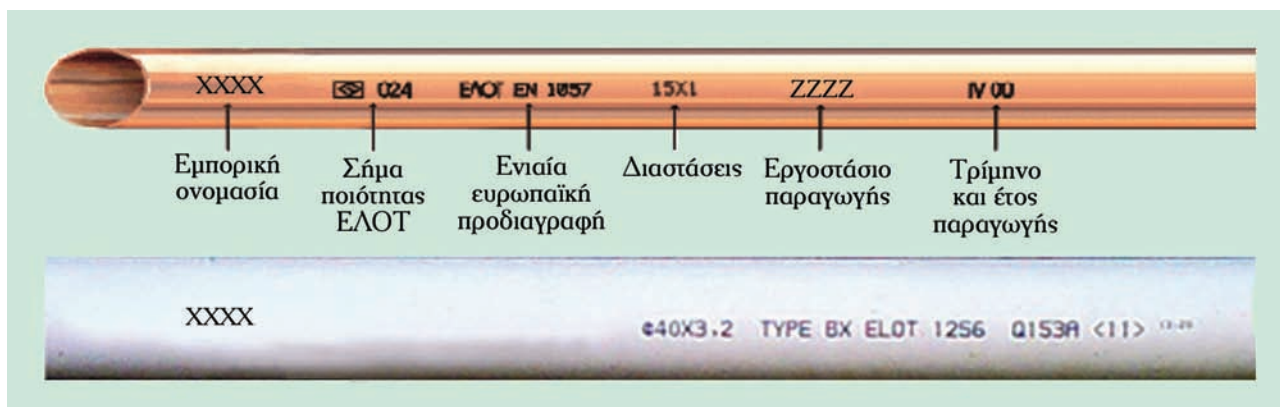 XXXX 024 ΕΛΟΤ EN 1057 15X1 ZZZZ IV 00
Εμπορική
ονομασία
Σήμα
ποιότητας
ΕΛΟΤ
Ενιαία
ευρωπαϊκή
προδιαγραφή
Διαστάσεις
Εργοστάσιο
παραγωγής
Τρίμηνο
και έτος
παραγωγής
XXXX
¢40X3.2 TYPE BX ELOT 1256 Q153A <11>